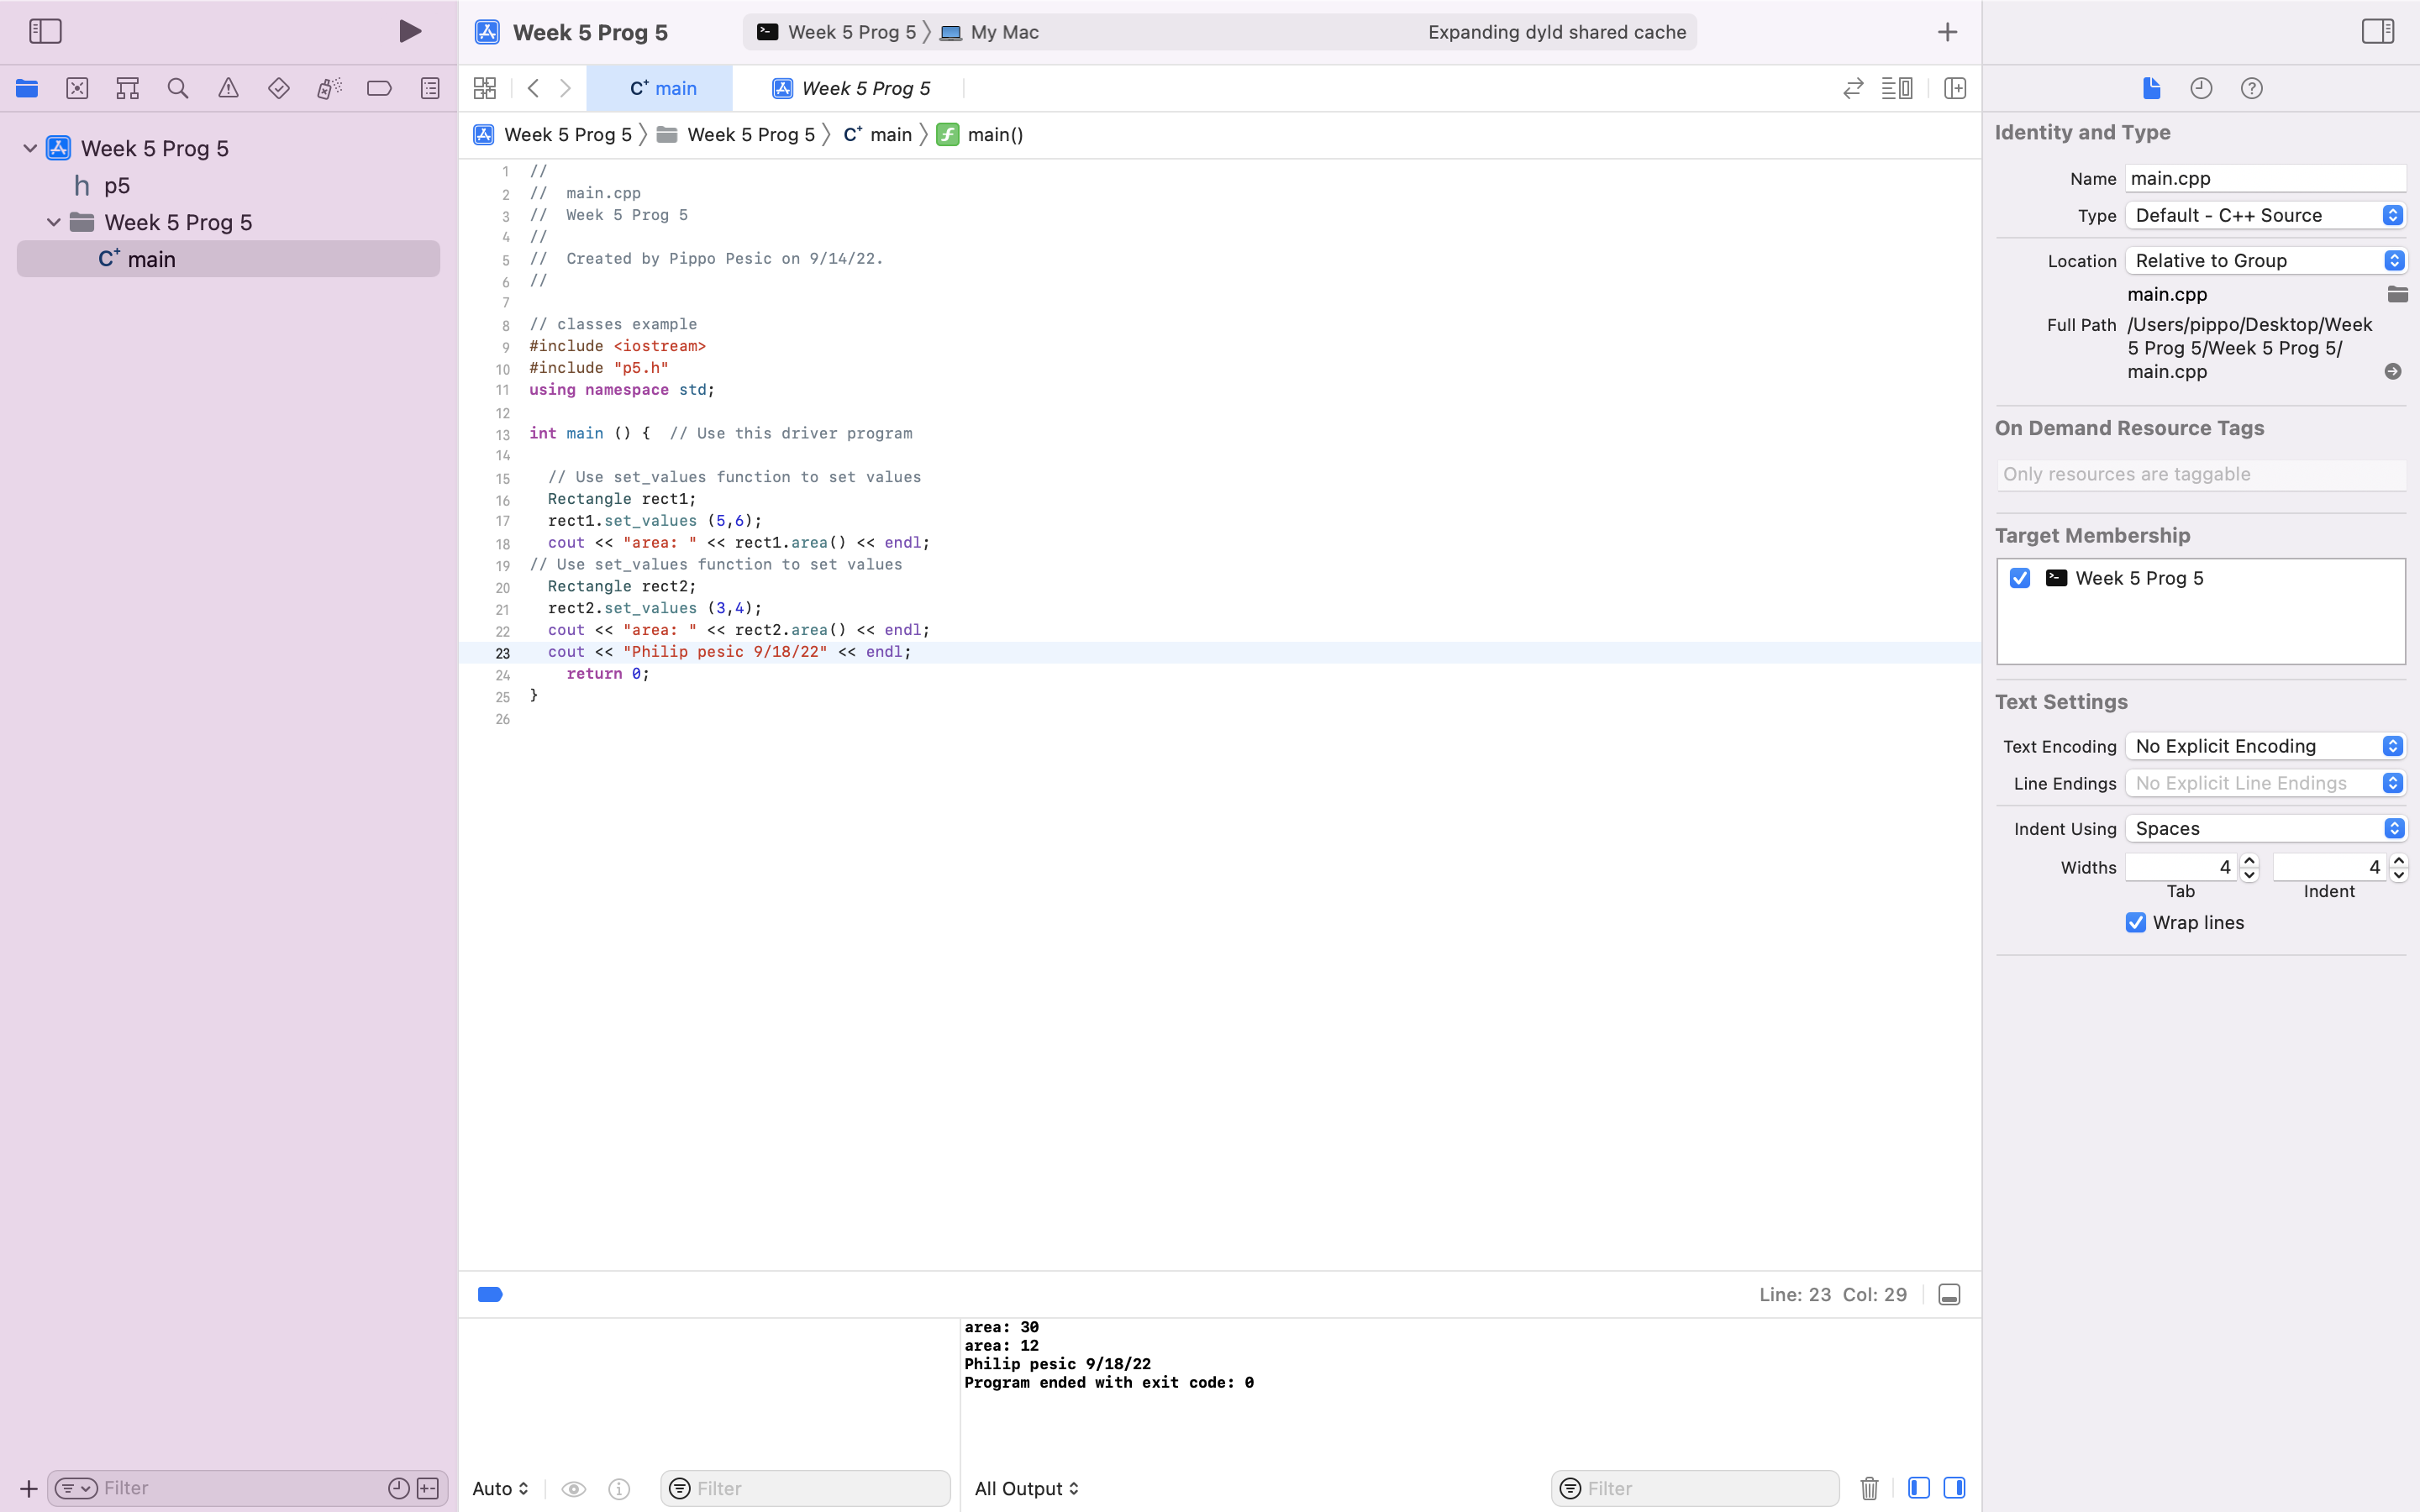 Week 5 Prog 5
Week 5 Prog 5
My Mac
Expanding dyld shared cache
C+ main
Week 5 Prog 5
Week 5 Prog 5
Week 5 Prog 5
C+ main
main()
Week 5 Prog 5
h p5
Week 5 Prog 5
C+ main
1 //
2 // main.cpp
3 // Week 5 Prog 5
4 //
5 // Created by Pippo Pesic on 9/14/22.
6 //
7
8 // classes example
9 #include <iostream>
10 #include "p5.h"
11 using namespace std;
12
13 int main () { // Use this driver program
14
15 // Use set_values function to set values
16 Rectangle rect1;
17 rect1.set_values (5,6);
18 cout << "area: " << rect1.area() << endl;
19 // Use set_values function to set values
20 Rectangle rect2;
21 rect2.set_values (3,4);
22 cout << "area: " << rect2.area() << endl;
23 cout << "Philip pesic 9/18/22" << endl;
24 return 0;
25 }
26
Line: 23 Col: 29
area: 30
area: 12
Philip pesic 9/18/22
Program ended with exit code: 0
Filter
Auto
Filter
All Output
Filter
Identity and Type
Name main.cpp
Type Default - C++ Source
Location Relative to Group
main.cpp
Full Path /Users/pippo/Desktop/Week
5 Prog 5/Week 5 Prog 5/
main.cpp
On Demand Resource Tags
Only resources are taggable
Target Membership
Week 5 Prog 5
Text Settings
Text Encoding No Explicit Encoding
Line Endings No Explicit Line Endings
Indent Using Spaces
Widths 4 4
Tab Indent
Wrap lines